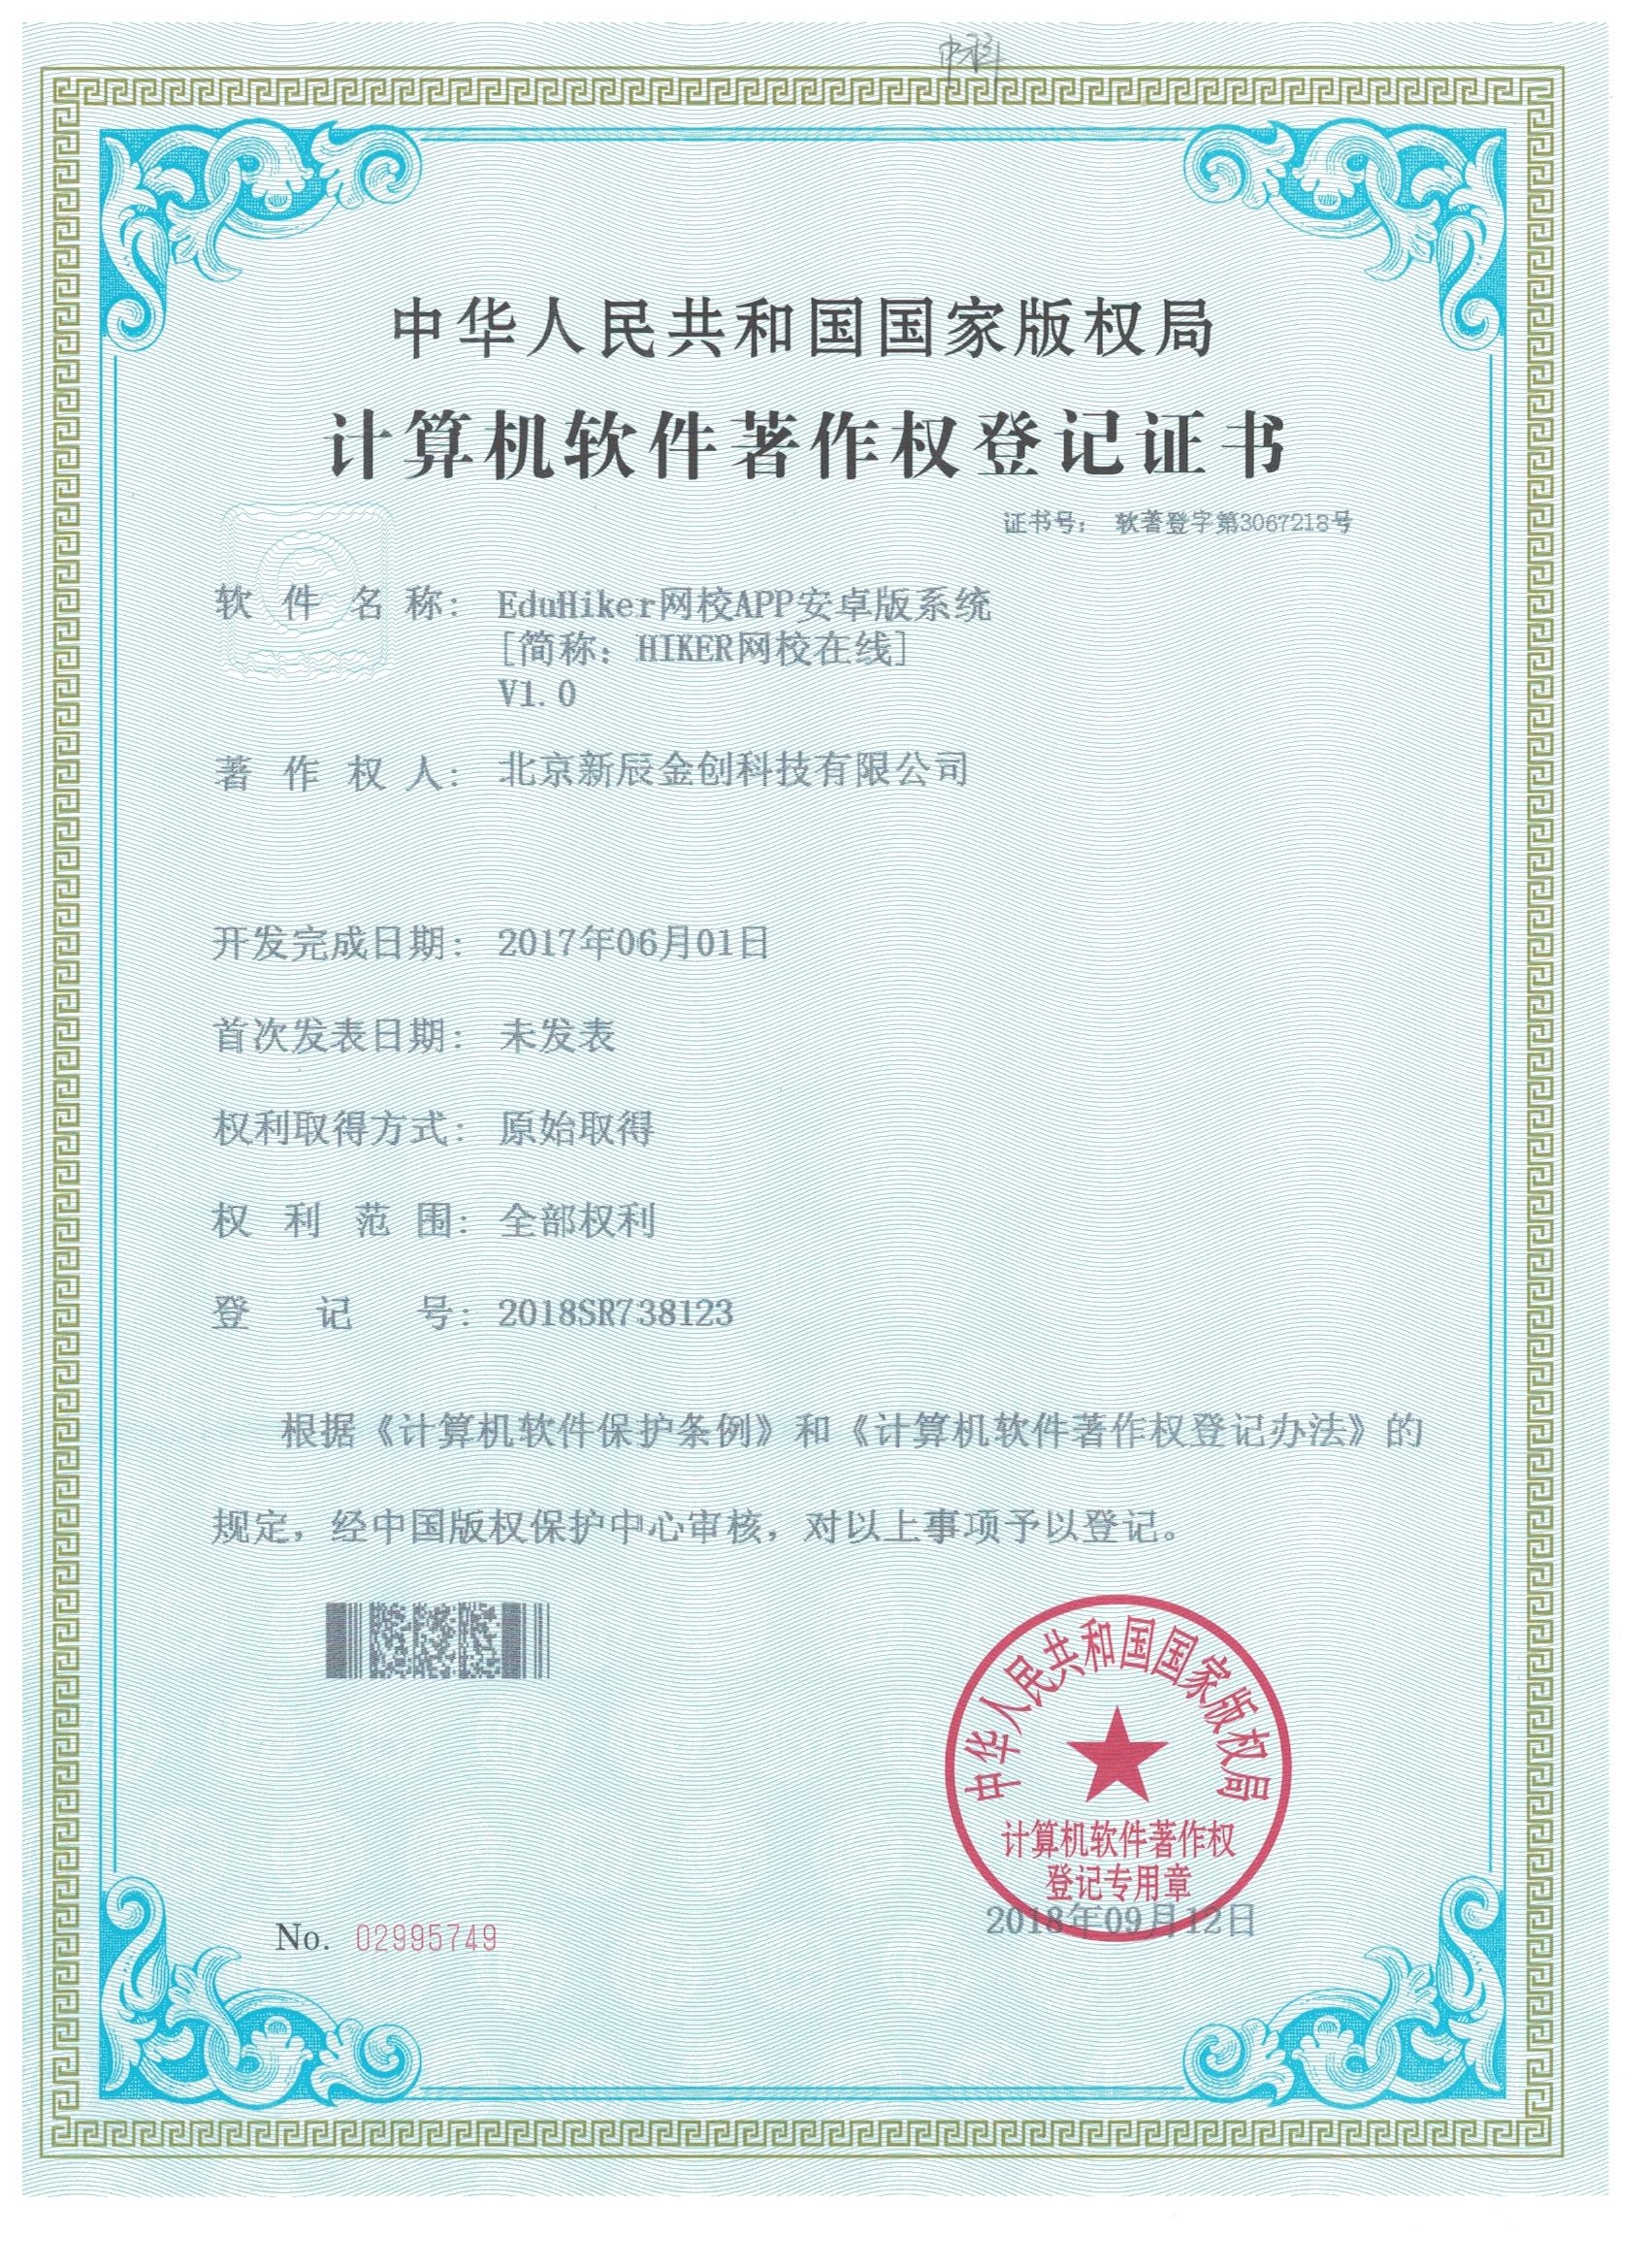 中科
中华人民共和国国家版权局
计算机软件著作权登记证书
证书号： 软著登字第3067218号
软件名称： EduHiker网校APP安卓版系统
[简称：HIKER网校在线]
V1.0
著作权人： 北京新辰金创科技有限公司
开发完成日期： 2017年06月01日
首次发表日期： 未发表
权利取得方式： 原始取得
权利范围： 全部权利
登记号： 2018SR738123
根据《计算机软件保护条例》和《计算机软件著作权登记办法》的
规定，经中国版权保护中心审核，对以上事项予以登记。
中华人民共和国国家版权局
计算机软件著作权
登记专用章
2018年09月12日
No. 02995749